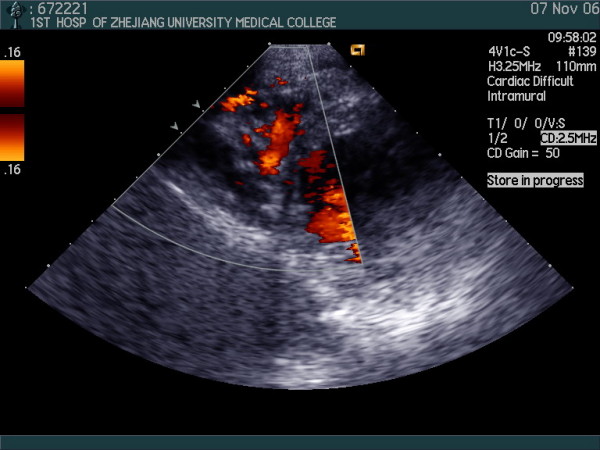 : 672221
07 Nov 06
1ST HOSP OF ZHEJIANG UNIVERSITY MEDICAL COLLEGE
09:58:02
4V1c-S #139
H3.25MHz 110mm
Cardiac Difficult
Intramural
T1/ 0/ 0/V:S
1/2 CD:2.5MHz
CD Gain = 50
Store in progress
.16
.16